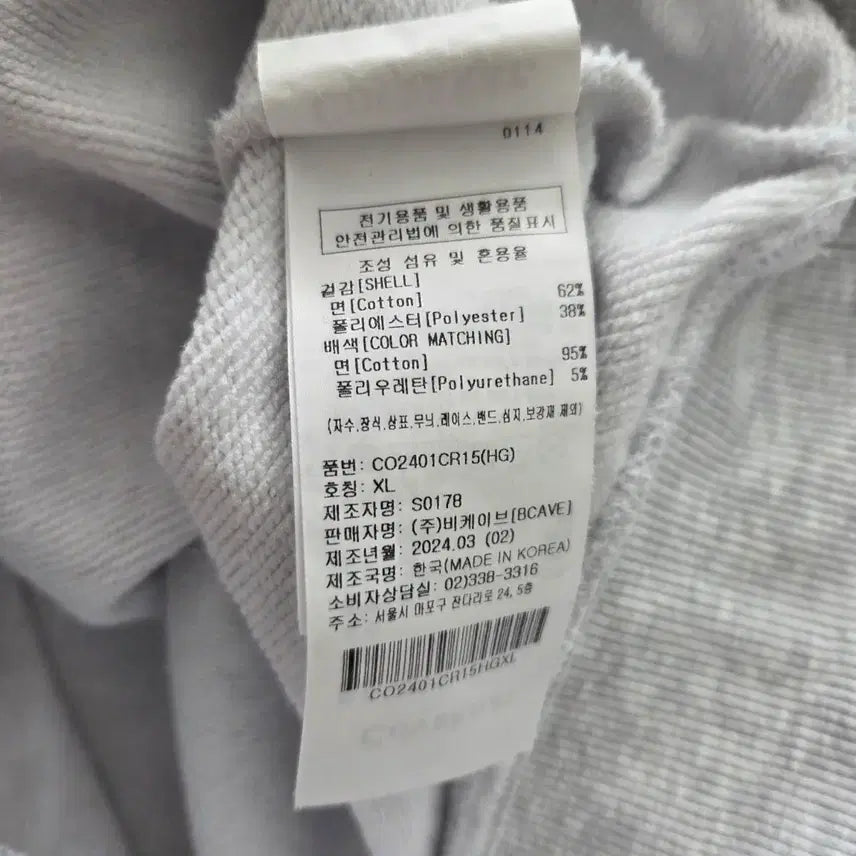 0114
전기용품 및 생활용품
안전관리법에 의한 품질표시
조성 섬유 및 혼용율
겉감[SHELL]
면[Cotton] 62%
폴리에스터[Polyester] 38%
배색[COLOR MATCHING]
면[Cotton] 95%
폴리우레탄[Polyurethane] 5%
(자수,장식,상표,무늬,레이스,밴드,심지,보강재 제외)
품번: CO2401CR15(HG)
호칭: XL
제조자명: S0178
판매자명: (주)비케이브[BCAVE]
제조년월: 2024.03 (02)
제조국명: 한국(MADE IN KOREA)
소비자상담실: 02)338-3316
주소: 서울시 마포구 잔다리로 24, 5층
CO2401CR15HGXL